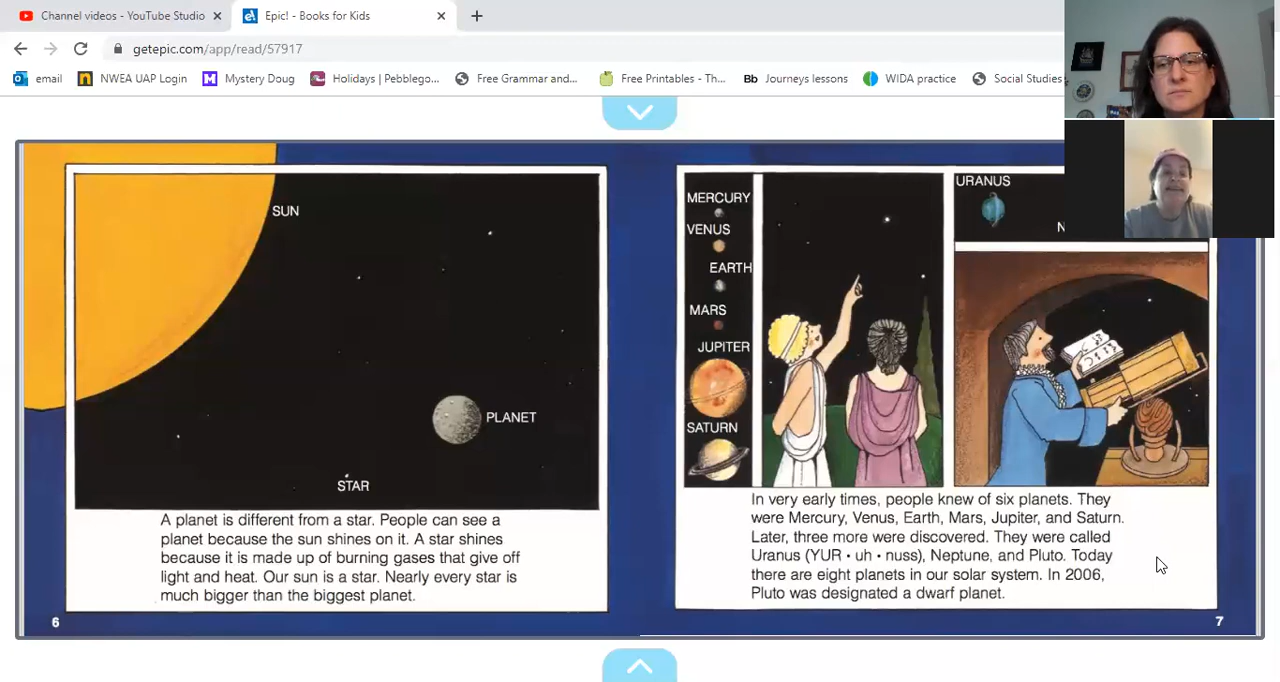 Channel videos - YouTube Studio
Epic! - Books for Kids
getepic.com/app/read/57917
email
NWEA UAP Login
Mystery Doug
Holidays | Pebblego...
Free Grammar and...
Free Printables - Th...
Bb Journeys lessons
WIDA practice
Social Studies
SUN
PLANET
STAR
A planet is different from a star. People can see a
planet because the sun shines on it. A star shines
because it is made up of burning gases that give off
light and heat. Our sun is a star. Nearly every star is
much bigger than the biggest planet.
6
MERCURY
VENUS
EARTH
MARS
JUPITER
SATURN
URANUS
N
In very early times, people knew of six planets. They
were Mercury, Venus, Earth, Mars, Jupiter, and Saturn.
Later, three more were discovered. They were called
Uranus (YUR • uh • nuss), Neptune, and Pluto. Today
there are eight planets in our solar system. In 2006,
Pluto was designated a dwarf planet.
7